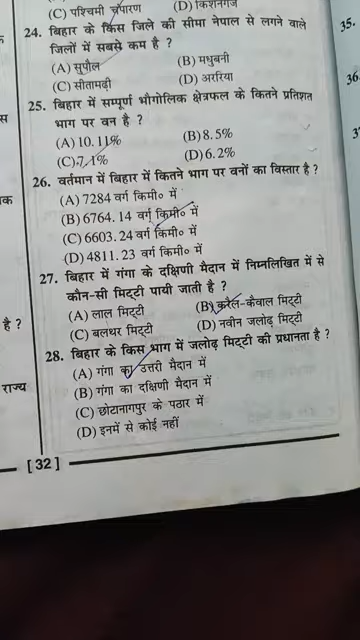 (C) पश्चिमी चंपारण (D) किशनगंज
24. बिहार के किस जिले की सीमा नेपाल से लगने वाले
जिलों में सबसे कम है ?
(A) सुपौल (B) मधुबनी
(C) सीतामढ़ी (D) अररिया
25. बिहार में सम्पूर्ण भौगोलिक क्षेत्रफल के कितने प्रतिशत
भाग पर वन है ?
(A) 10.11% (B) 8.5%
(C) 7.1% (D) 6.2%
26. वर्तमान में बिहार में कितने भाग पर वनों का विस्तार है ?
(A) 7284 वर्ग किमी० में
(B) 6764.14 वर्ग किमी० में
(C) 6603.24 वर्ग किमी० में
(D) 4811.23 वर्ग किमी० में
27. बिहार में गंगा के दक्षिणी मैदान में निम्नलिखित में से
कौन-सी मिट्टी पायी जाती है ?
(A) लाल मिट्टी (B) करैल-कैवाल मिट्टी
(C) बलथर मिट्टी (D) नवीन जलोढ़ मिट्टी
28. बिहार के किस भाग में जलोढ़ मिट्टी की प्रधानता है ?
(A) गंगा का उत्तरी मैदान में
(B) गंगा का दक्षिणी मैदान में
(C) छोटानागपुर के पठार में
(D) इनमें से कोई नहीं
[32]
है ?
राज्य
35.